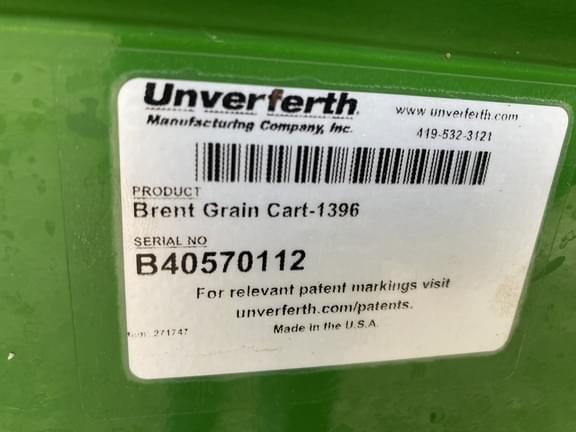 Unverferth
Manufacturing Company, Inc.
www.unverferth.com
419-532-3121
PRODUCT
Brent Grain Cart-1396
SERIAL NO
B40570112
For relevant patent markings visit
unverferth.com/patents.
Made in the U.S.A.
271747